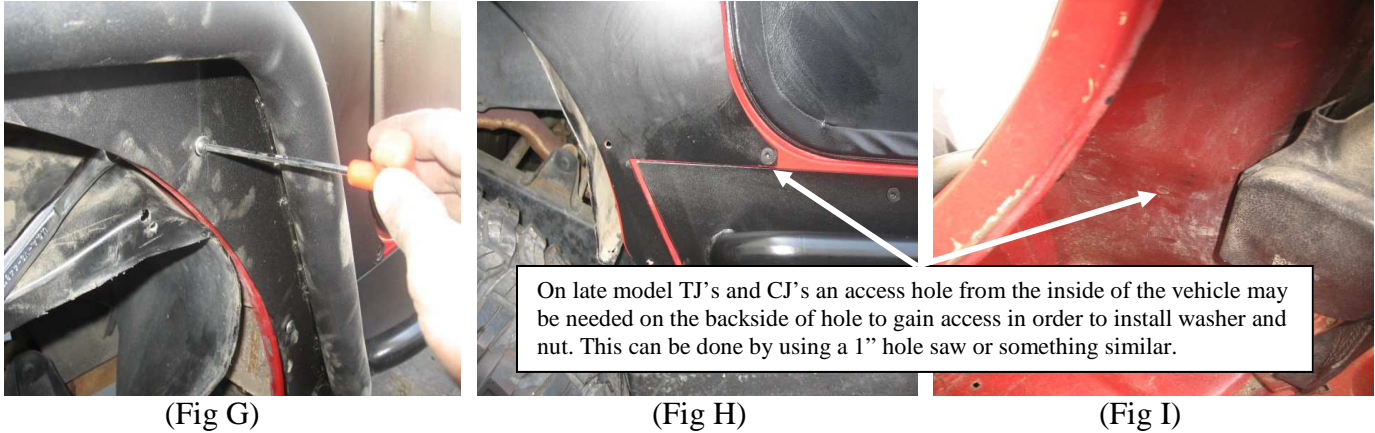 On late model TJ's and CJ's an access hole from the inside of the vehicle may
be needed on the backside of hole to gain access in order to install washer and
nut. This can be done by using a 1” hole saw or something similar.
(Fig G)
(Fig H)
(Fig I)